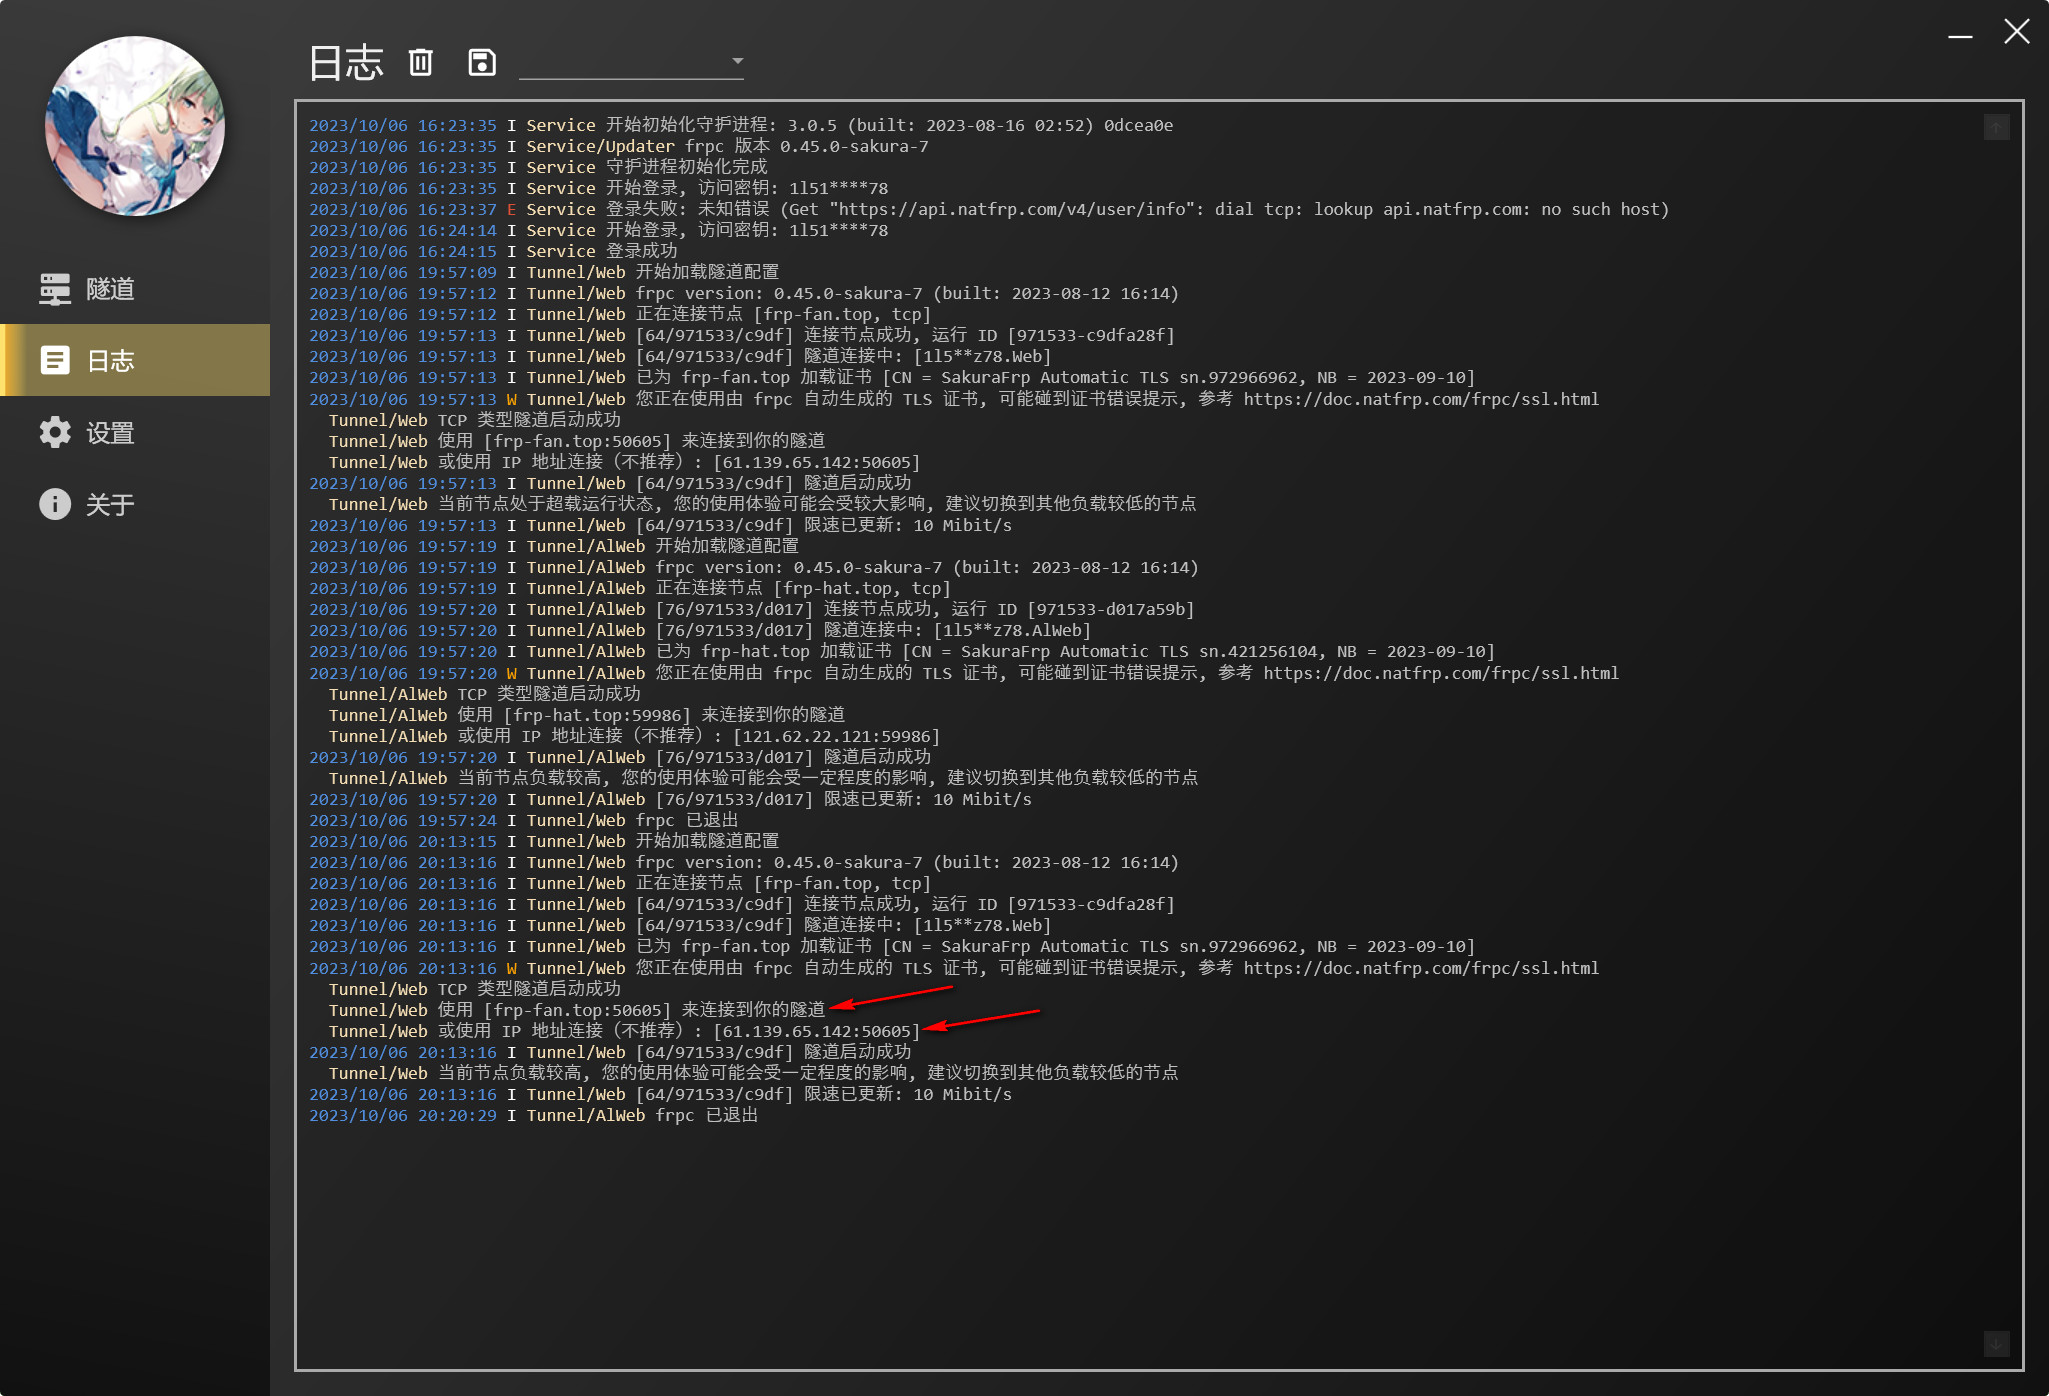 日志
隧道
日志
设置
关于
2023/10/06 16:23:35 I Service 开始初始化守护进程: 3.0.5 (built: 2023-08-16 02:52) 0dcea0e
2023/10/06 16:23:35 I Service/Updater frpc 版本 0.45.0-sakura-7
2023/10/06 16:23:35 I Service 守护进程初始化完成
2023/10/06 16:23:35 I Service 开始登录, 访问密钥: 1l51****78
2023/10/06 16:23:37 E Service 登录失败: 未知错误 (Get "https://api.natfrp.com/v4/user/info": dial tcp: lookup api.natfrp.com: no such host)
2023/10/06 16:24:14 I Service 开始登录, 访问密钥: 1l51****78
2023/10/06 16:24:15 I Service 登录成功
2023/10/06 19:57:09 I Tunnel/Web 开始加载隧道配置
2023/10/06 19:57:12 I Tunnel/Web frpc version: 0.45.0-sakura-7 (built: 2023-08-12 16:14)
2023/10/06 19:57:12 I Tunnel/Web 正在连接节点 [frp-fan.top, tcp]
2023/10/06 19:57:13 I Tunnel/Web [64/971533/c9df] 连接节点成功, 运行 ID [971533-c9dfa28f]
2023/10/06 19:57:13 I Tunnel/Web [64/971533/c9df] 隧道连接中: [1l5**z78.Web]
2023/10/06 19:57:13 I Tunnel/Web 已为 frp-fan.top 加载证书 [CN = SakuraFrp Automatic TLS sn.972966962, NB = 2023-09-10]
2023/10/06 19:57:13 W Tunnel/Web 您正在使用由 frpc 自动生成的 TLS 证书, 可能碰到证书错误提示, 参考 https://doc.natfrp.com/frpc/ssl.html
Tunnel/Web TCP 类型隧道启动成功
Tunnel/Web 使用 [frp-fan.top:50605] 来连接到你的隧道
Tunnel/Web 或使用 IP 地址连接（不推荐）: [61.139.65.142:50605]
2023/10/06 19:57:13 I Tunnel/Web [64/971533/c9df] 隧道启动成功
Tunnel/Web 当前节点处于超载运行状态, 您的使用体验可能会受较大影响, 建议切换到其他负载较低的节点
2023/10/06 19:57:13 I Tunnel/Web [64/971533/c9df] 限速已更新: 10 Mibit/s
2023/10/06 19:57:19 I Tunnel/AlWeb 开始加载隧道配置
2023/10/06 19:57:19 I Tunnel/AlWeb frpc version: 0.45.0-sakura-7 (built: 2023-08-12 16:14)
2023/10/06 19:57:19 I Tunnel/AlWeb 正在连接节点 [frp-hat.top, tcp]
2023/10/06 19:57:20 I Tunnel/AlWeb [76/971533/d017] 连接节点成功, 运行 ID [971533-d017a59b]
2023/10/06 19:57:20 I Tunnel/AlWeb [76/971533/d017] 隧道连接中: [1l5**z78.AlWeb]
2023/10/06 19:57:20 I Tunnel/AlWeb 已为 frp-hat.top 加载证书 [CN = SakuraFrp Automatic TLS sn.421256104, NB = 2023-09-10]
2023/10/06 19:57:20 W Tunnel/AlWeb 您正在使用由 frpc 自动生成的 TLS 证书, 可能碰到证书错误提示, 参考 https://doc.natfrp.com/frpc/ssl.html
Tunnel/AlWeb TCP 类型隧道启动成功
Tunnel/AlWeb 使用 [frp-hat.top:59986] 来连接到你的隧道
Tunnel/AlWeb 或使用 IP 地址连接（不推荐）: [121.62.22.121:59986]
2023/10/06 19:57:20 I Tunnel/AlWeb [76/971533/d017] 隧道启动成功
Tunnel/AlWeb 当前节点负载较高, 您的使用体验可能会受一定程度的影响, 建议切换到其他负载较低的节点
2023/10/06 19:57:20 I Tunnel/AlWeb [76/971533/d017] 限速已更新: 10 Mibit/s
2023/10/06 19:57:24 I Tunnel/Web frpc 已退出
2023/10/06 20:13:15 I Tunnel/Web 开始加载隧道配置
2023/10/06 20:13:16 I Tunnel/Web frpc version: 0.45.0-sakura-7 (built: 2023-08-12 16:14)
2023/10/06 20:13:16 I Tunnel/Web 正在连接节点 [frp-fan.top, tcp]
2023/10/06 20:13:16 I Tunnel/Web [64/971533/c9df] 连接节点成功, 运行 ID [971533-c9dfa28f]
2023/10/06 20:13:16 I Tunnel/Web [64/971533/c9df] 隧道连接中: [1l5**z78.Web]
2023/10/06 20:13:16 I Tunnel/Web 已为 frp-fan.top 加载证书 [CN = SakuraFrp Automatic TLS sn.972966962, NB = 2023-09-10]
2023/10/06 20:13:16 W Tunnel/Web 您正在使用由 frpc 自动生成的 TLS 证书, 可能碰到证书错误提示, 参考 https://doc.natfrp.com/frpc/ssl.html
Tunnel/Web TCP 类型隧道启动成功
Tunnel/Web 使用 [frp-fan.top:50605] 来连接到你的隧道
Tunnel/Web 或使用 IP 地址连接（不推荐）: [61.139.65.142:50605]
2023/10/06 20:13:16 I Tunnel/Web [64/971533/c9df] 隧道启动成功
Tunnel/Web 当前节点负载较高, 您的使用体验可能会受一定程度的影响, 建议切换到其他负载较低的节点
2023/10/06 20:13:16 I Tunnel/Web [64/971533/c9df] 限速已更新: 10 Mibit/s
2023/10/06 20:20:29 I Tunnel/AlWeb frpc 已退出